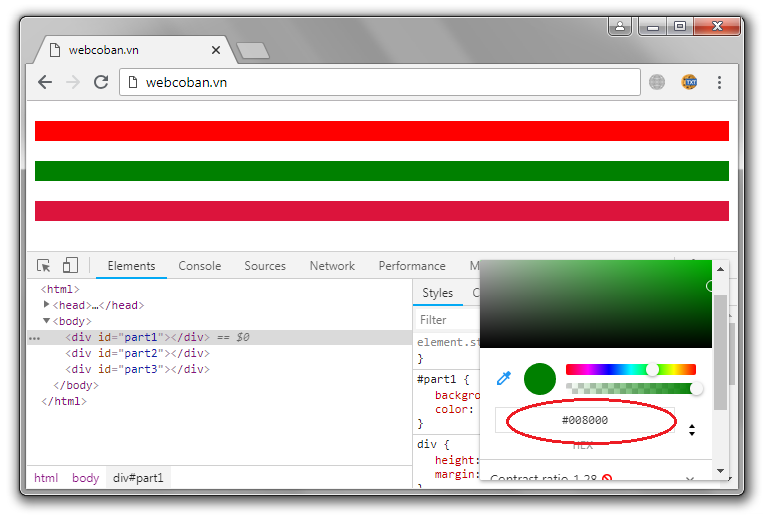 webcoban.vn
webcoban.vn
TXT
Elements Console Sources Network Performance
<html>
<head>…</head>
<body>
<div id="part1"></div> == $0
<div id="part2"></div>
<div id="part3"></div>
</body>
</html>
html body div#part1
Styles
Filter
element.st
}
#part1 {
backgro
color:
}
div {
height:
margin:
#008000
HEX
Contrast ratio 1.28